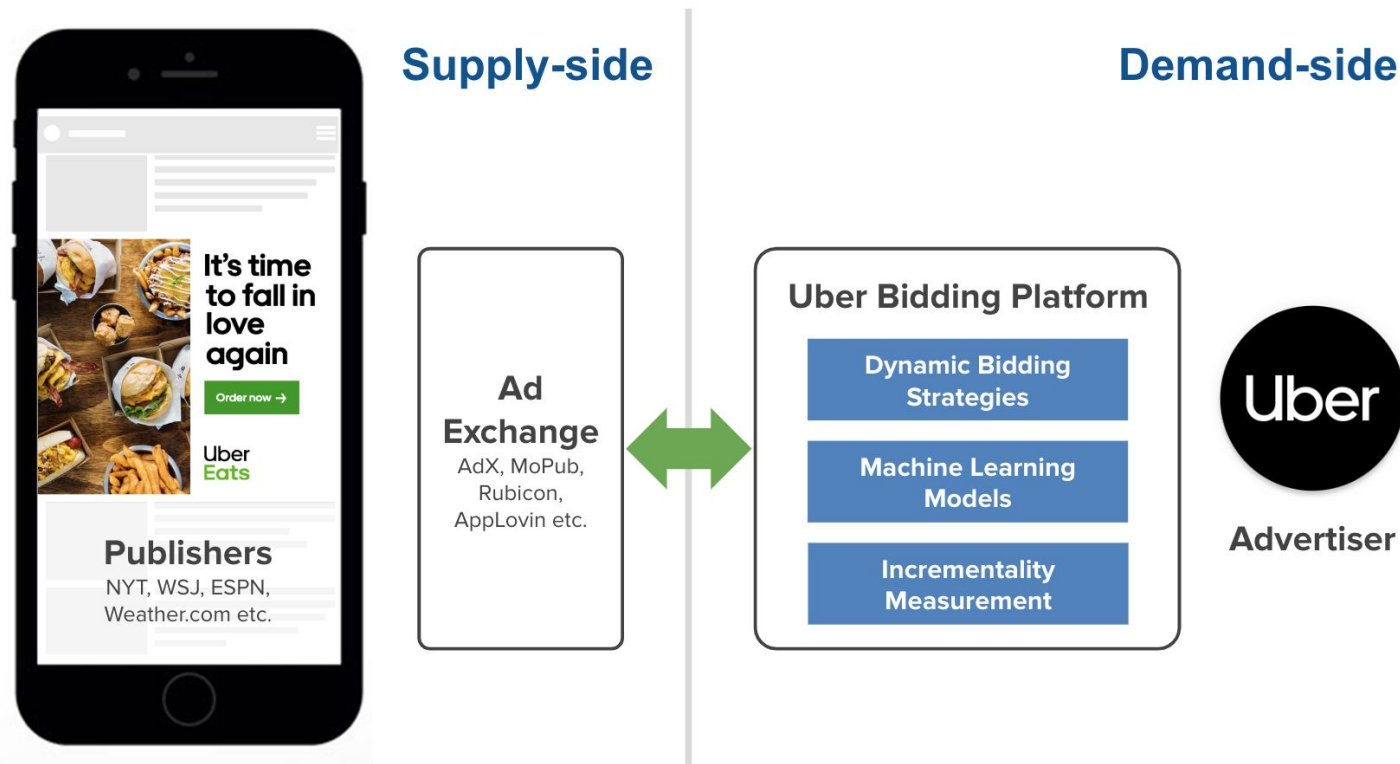 Supply-side
Demand-side
It's time
to fall in
love
again
Order now →
Uber
Eats
Publishers
NYT, WSJ, ESPN,
Weather.com etc.
Ad
Exchange
AdX, MoPub,
Rubicon,
AppLovin etc.
Uber Bidding Platform
Dynamic Bidding
Strategies
Machine Learning
Models
Incrementality
Measurement
Uber
Advertiser